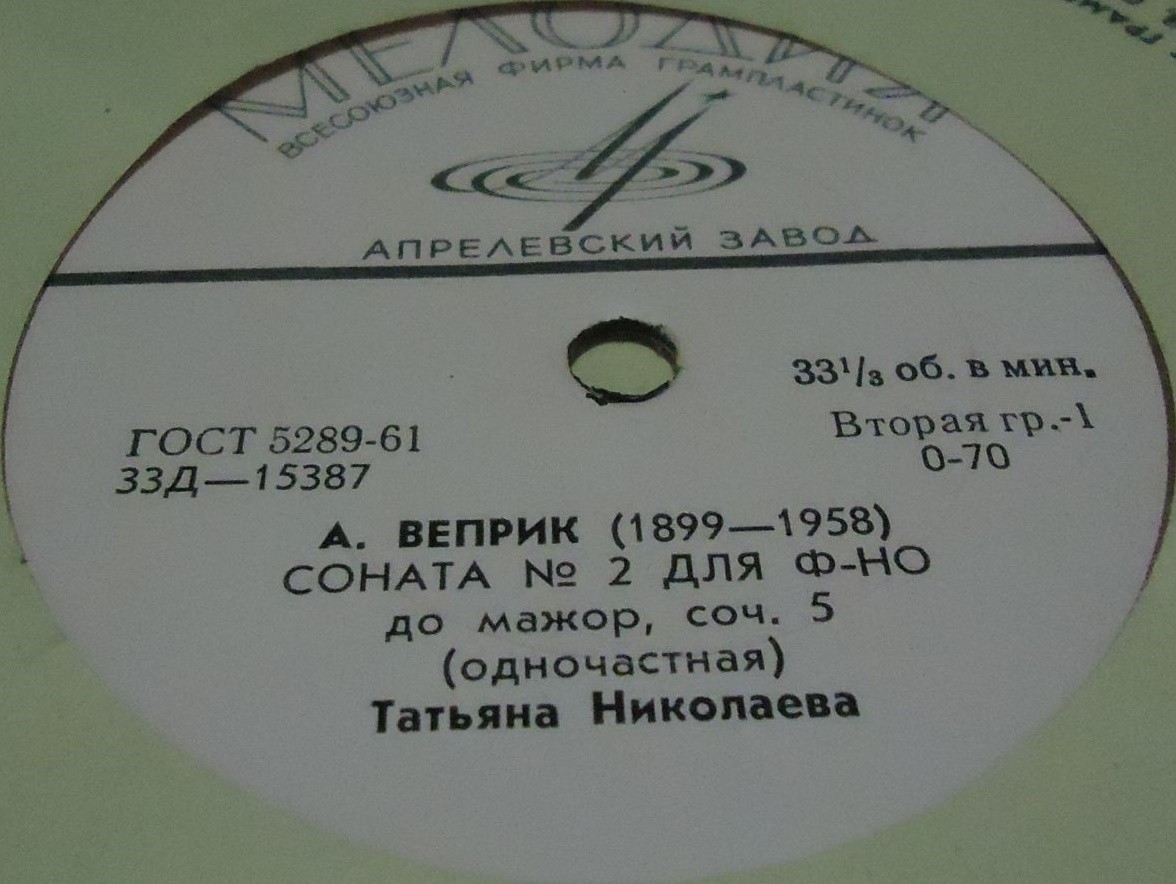 МЕЛОДИЯ
ВСЕСОЮЗНАЯ ФИРМА ГРАМПЛАСТИНОК
АПРЕЛЕВСКИЙ ЗАВОД
33¹/₃ об. в мин.
ГОСТ 5289-61
Вторая гр.-1
33Д—15387
0-70
А. ВЕПРИК (1899—1958)
СОНАТА № 2 ДЛЯ Ф-НО
до мажор, соч. 5
(одночастная)
Татьяна Николаева